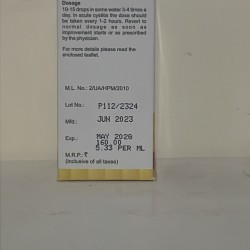 Dosage
10-15 drops in some water 3-4 times a
day. In acute cystitis the dose should
be taken every 1-2 hours. Revert to
normal dosage as soon as
improvement starts or as prescribed
by the physician.
For more details please read the
enclosed leaflet.
M.L. No.: 2/UA/HPM/2010
Lot No.: P112/2324
Mfd.: JUN 2023
Exp.: MAY 2028
160.00
M.R.P.: ₹ 5.33 PER ML
(Inclusive of all taxes)